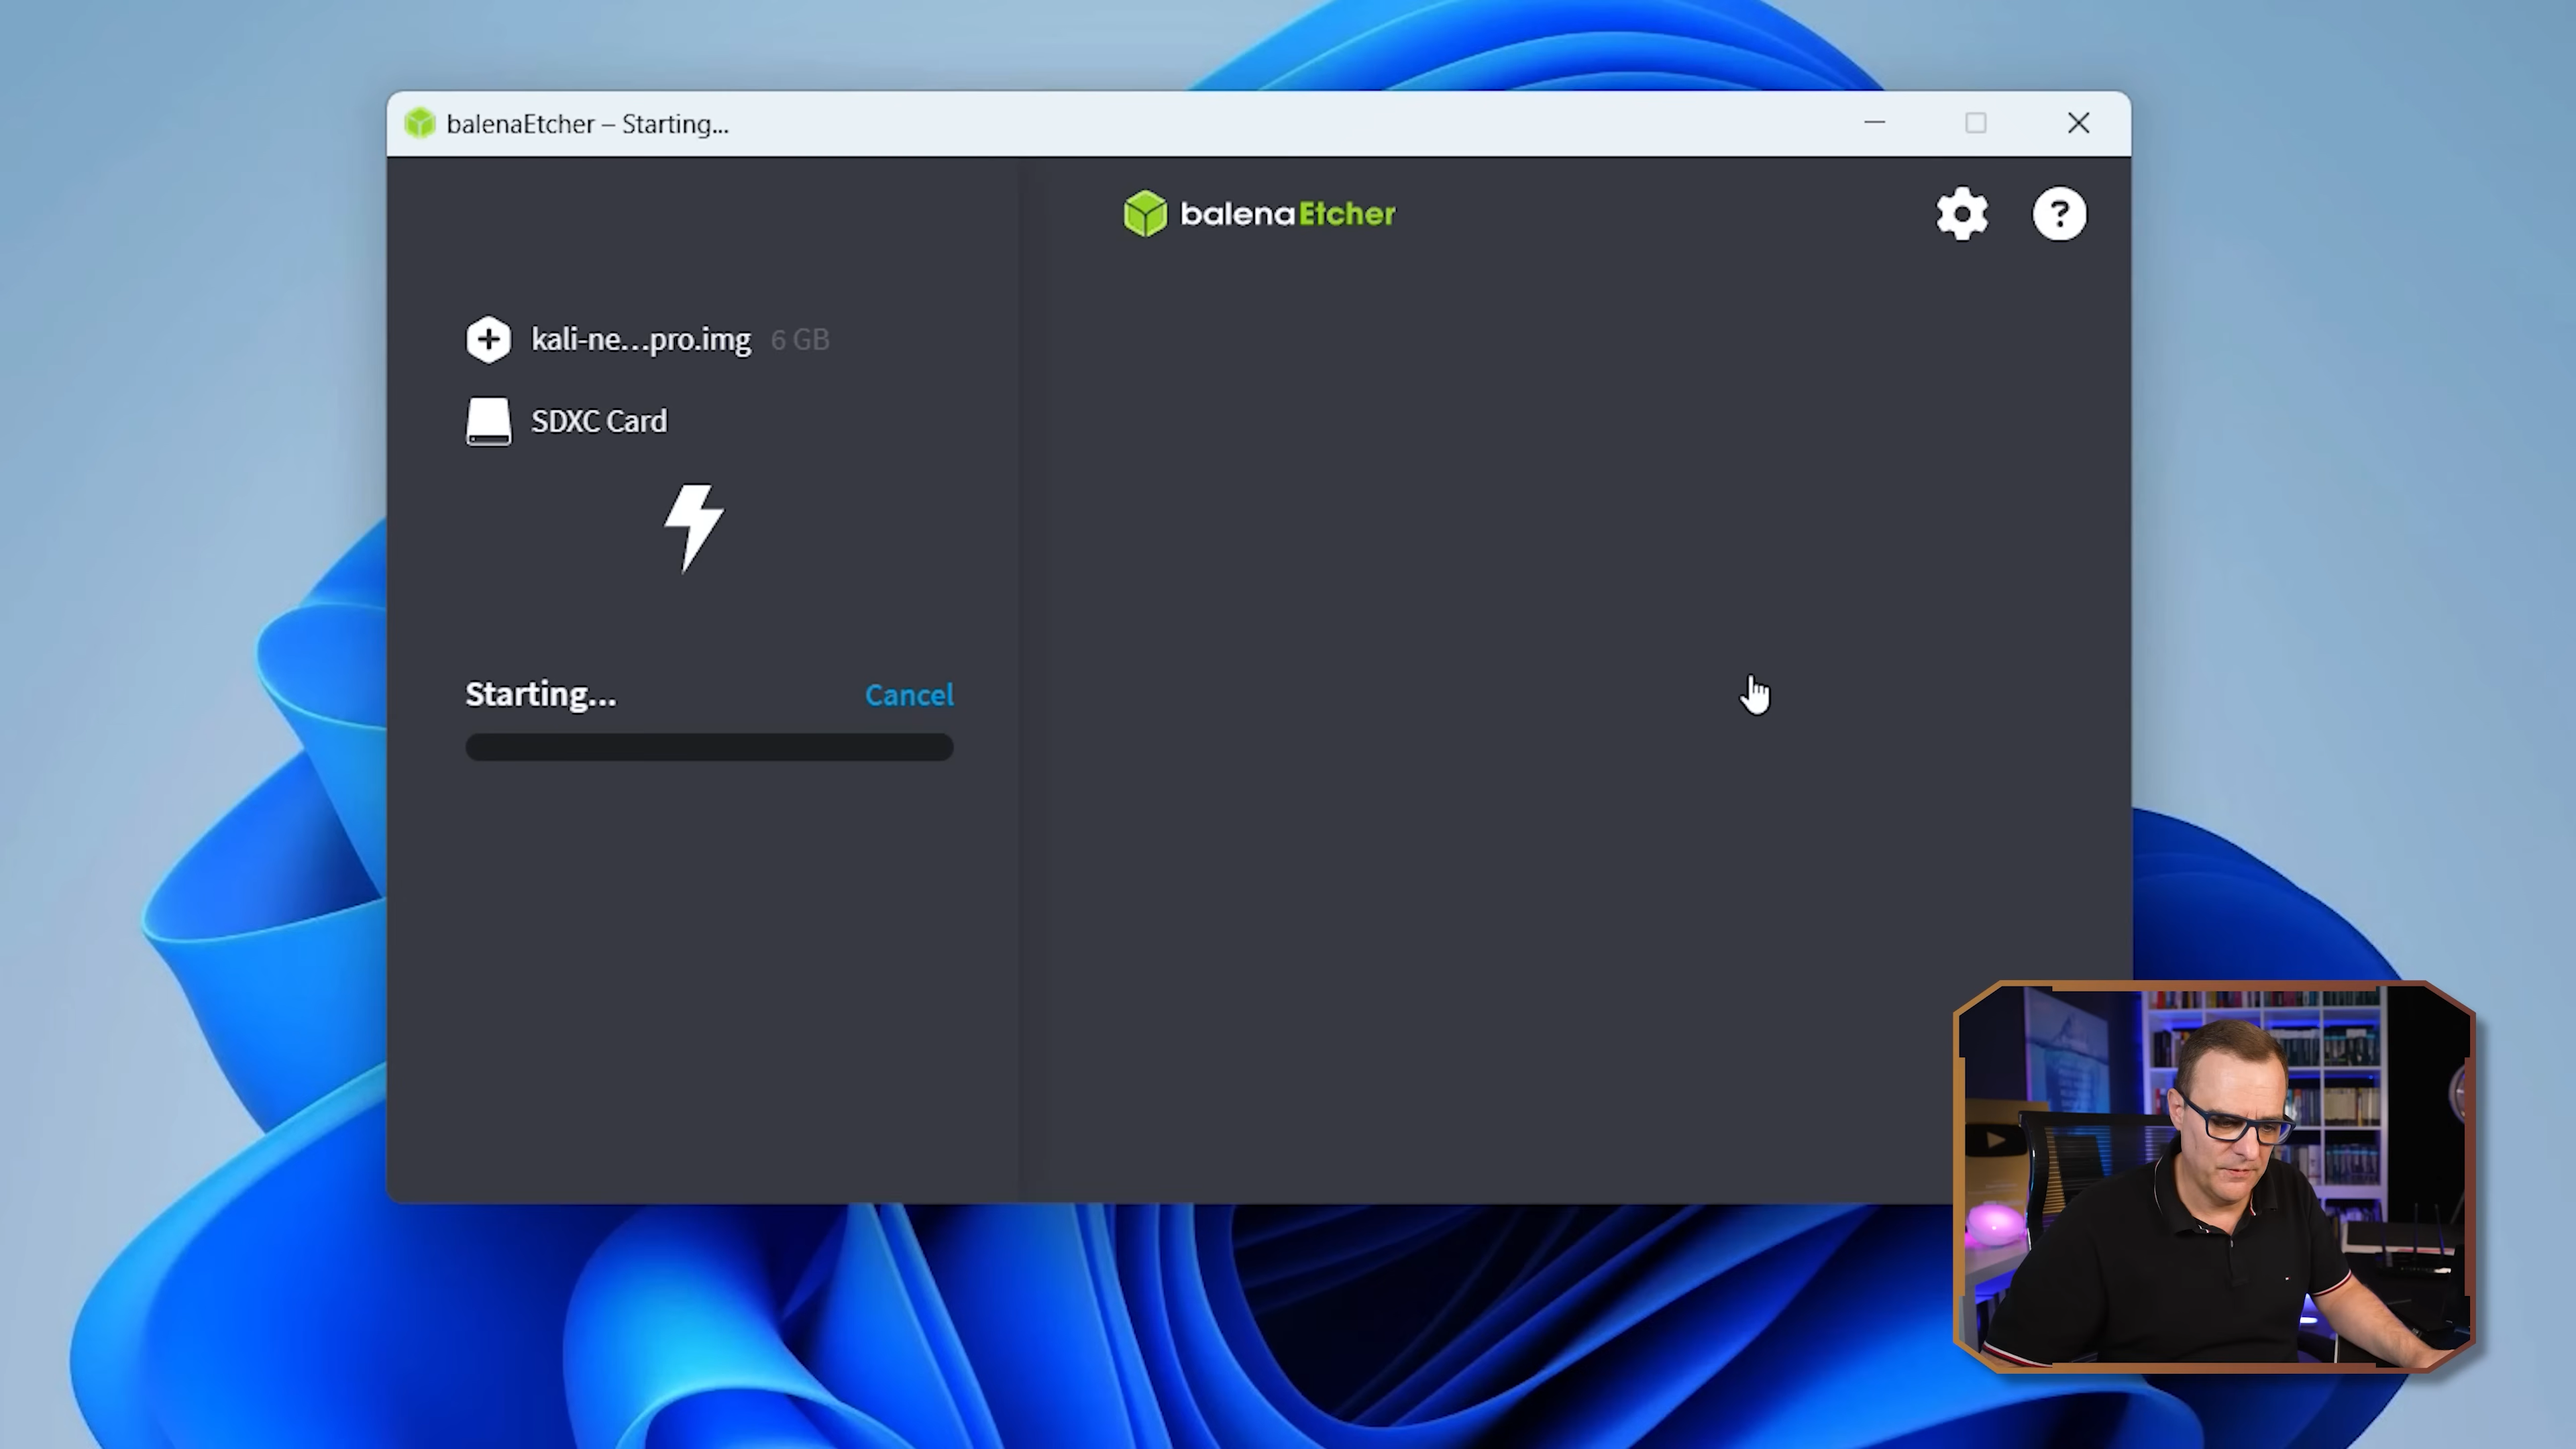 balenaEtcher – Starting...
balenaEtcher
?
kali-ne...pro.img 6 GB
SDXC Card
Starting...
Cancel